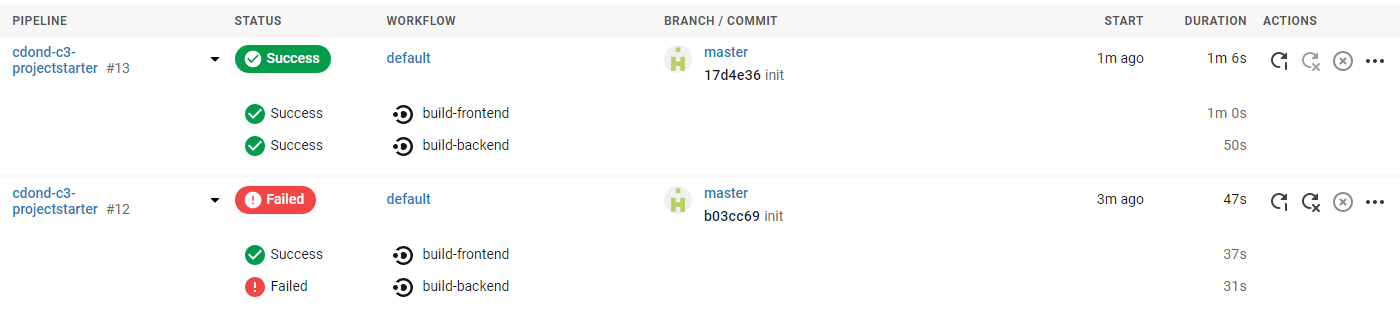 PIPELINE STATUS WORKFLOW BRANCH / COMMIT START DURATION ACTIONS
cdond-c3- Success default master 1m ago 1m 6s
projectstarter #13 17d4e36 init
Success build-frontend 1m 0s
Success build-backend 50s
cdond-c3- Failed default master 3m ago 47s
projectstarter #12 b03cc69 init
Success build-frontend 37s
Failed build-backend 31s